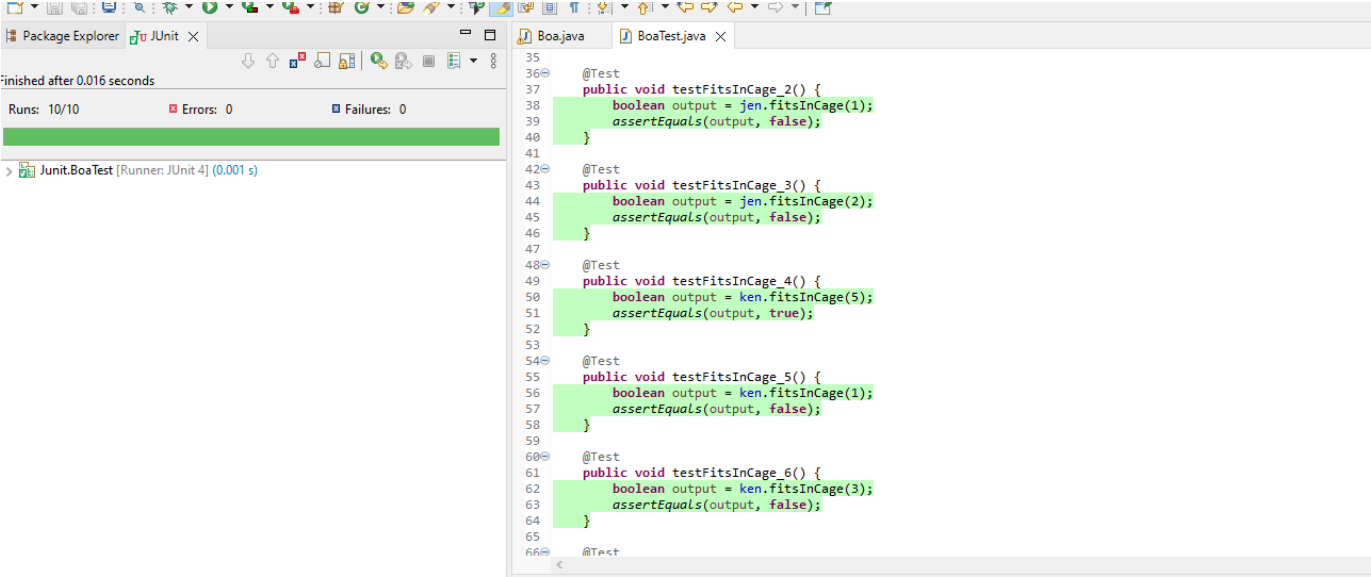 Package Explorer
JUnit
Finished after 0.016 seconds
Runs: 10/10
Errors: 0
Failures: 0
Junit.BoaTest [Runner: JUnit 4] (0.001 s)
Boa.java
BoaTest.java
35
36 @Test
37 public void testFitsInCage_2() {
38 boolean output = jen.fitsInCage(1);
39 assertEquals(output, false);
40 }
41
42 @Test
43 public void testFitsInCage_3() {
44 boolean output = jen.fitsInCage(2);
45 assertEquals(output, false);
46 }
47
48 @Test
49 public void testFitsInCage_4() {
50 boolean output = ken.fitsInCage(5);
51 assertEquals(output, true);
52 }
53
54 @Test
55 public void testFitsInCage_5() {
56 boolean output = ken.fitsInCage(1);
57 assertEquals(output, false);
58 }
59
60 @Test
61 public void testFitsInCage_6() {
62 boolean output = ken.fitsInCage(3);
63 assertEquals(output, false);
64 }
65
66 @Test